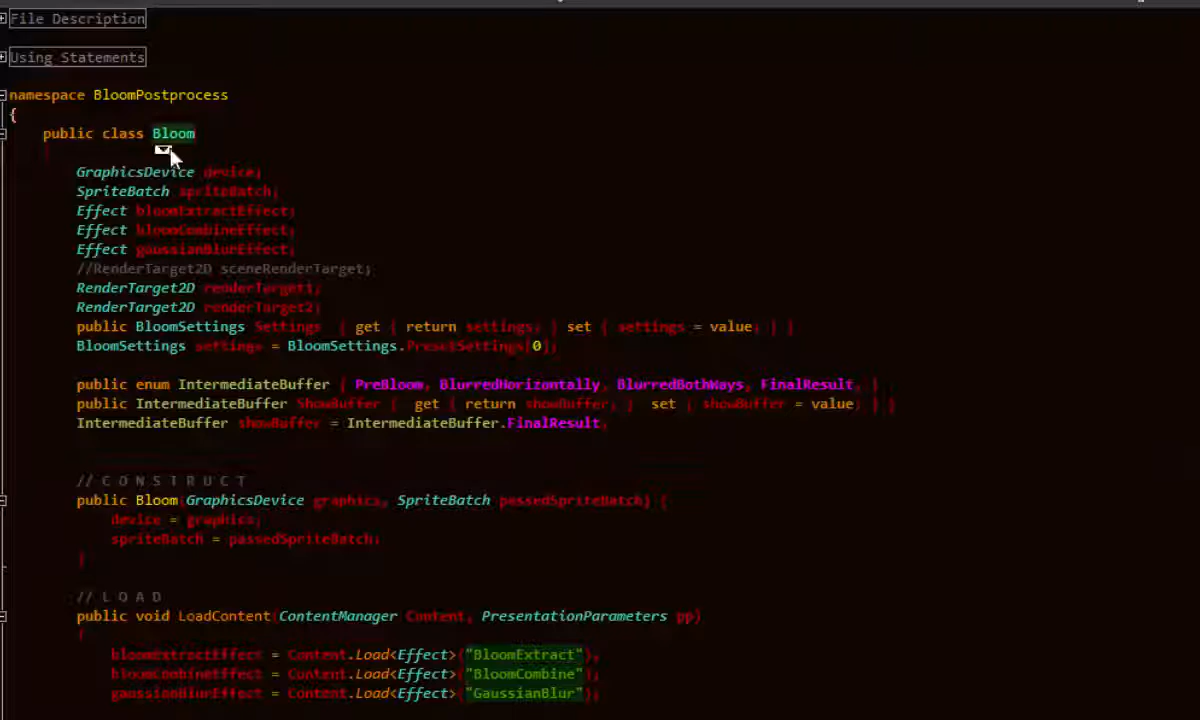 File Description
Using Statements
namespace BloomPostprocess
{
public class Bloom
GraphicsDevice device;
SpriteBatch spriteBatch;
Effect bloomExtractEffect;
Effect bloomCombineEffect;
Effect gaussianBlurEffect;
//RenderTarget2D sceneRenderTarget;
RenderTarget2D renderTarget1;
RenderTarget2D renderTarget2;
public BloomSettings Settings { get { return settings; } set { settings = value; } }
BloomSettings settings = BloomSettings.PresetSettings[0];
public enum IntermediateBuffer { PreBloom, BlurredHorizontally, BlurredBothWays, FinalResult, }
public IntermediateBuffer ShowBuffer { get { return showBuffer; } set { showBuffer = value; } }
IntermediateBuffer showBuffer = IntermediateBuffer.FinalResult;
// C O N S T R U C T
public Bloom(GraphicsDevice graphics, SpriteBatch passedSpriteBatch) {
device = graphics;
spriteBatch = passedSpriteBatch;
}
// L O A D
public void LoadContent(ContentManager Content, PresentationParameters pp)
{
bloomExtractEffect = Content.Load<Effect>("BloomExtract");
bloomCombineEffect = Content.Load<Effect>("BloomCombine");
gaussianBlurEffect = Content.Load<Effect>("GaussianBlur");